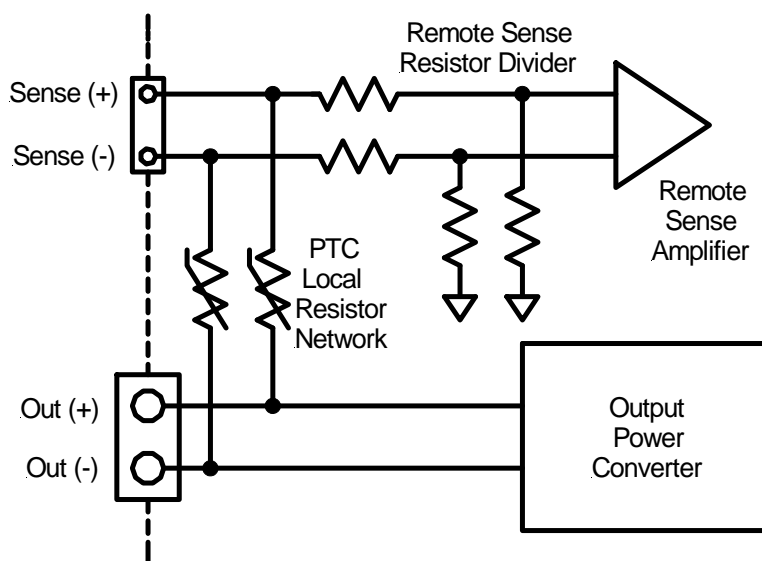 Remote Sense
Resistor Divider
Sense (+)
Sense (-)
Remote
Sense
Amplifier
PTC
Local
Resistor
Network
Out (+)
Out (-)
Output
Power
Converter